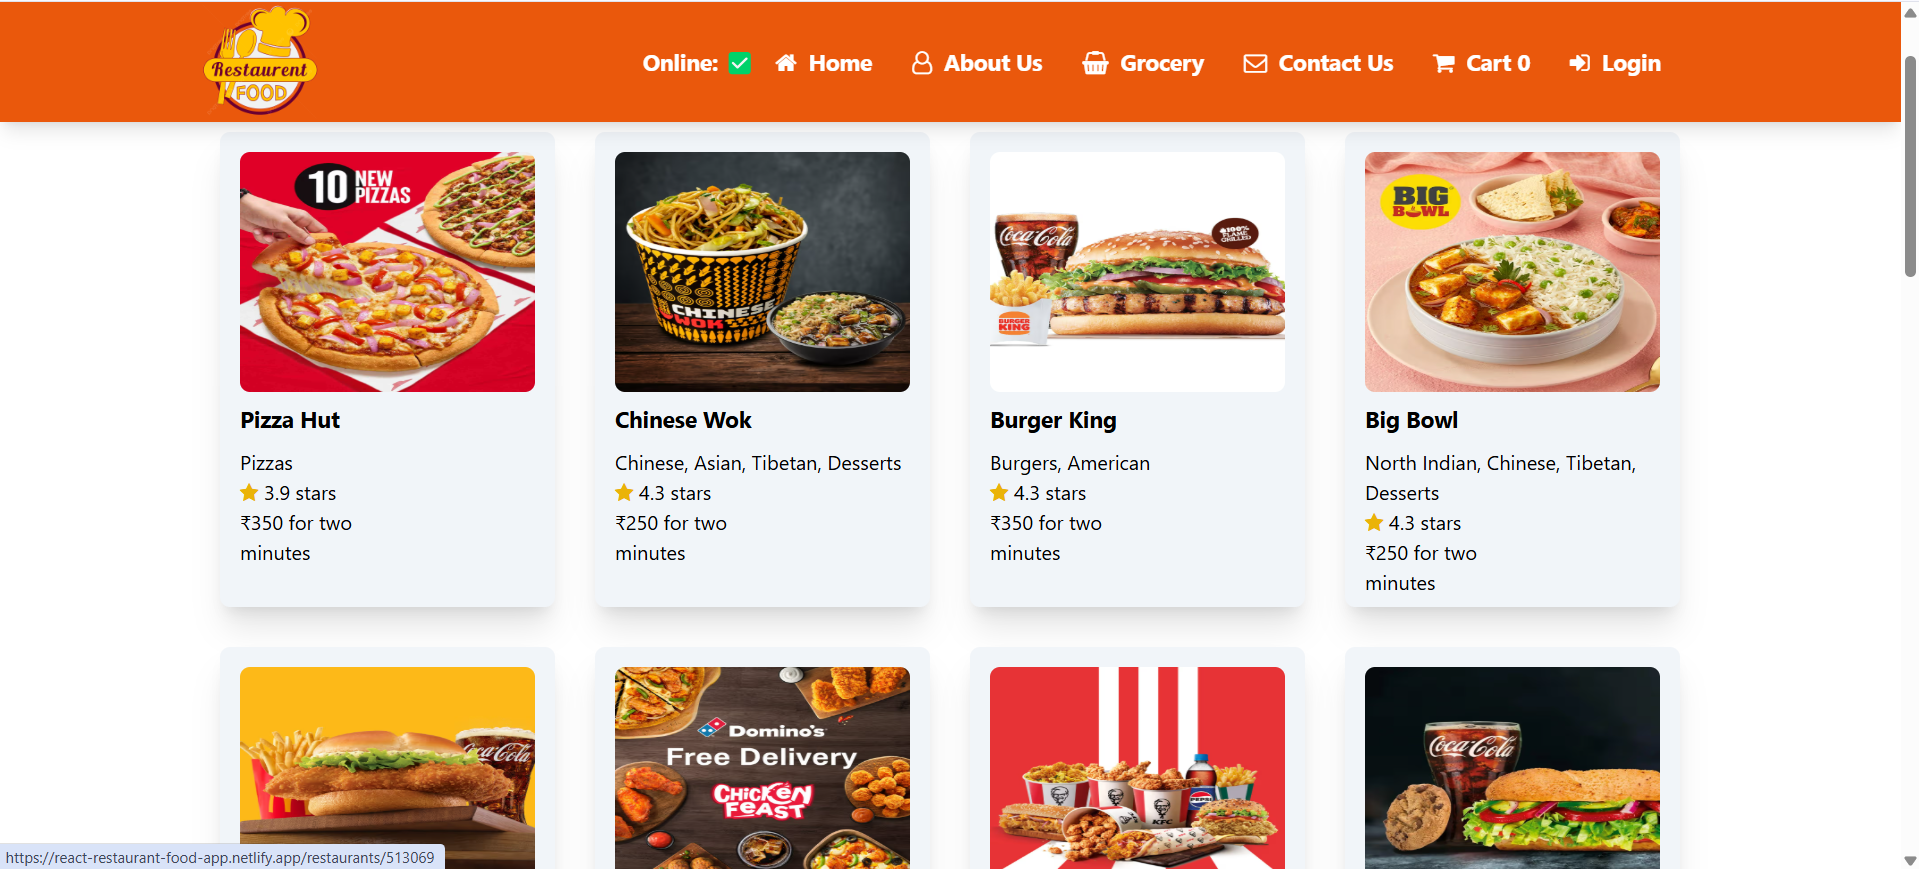 Restaurent
FOOD
Online: ✅ Home About Us Grocery Contact Us Cart 0 Login
10 NEW PIZZAS
CHINESE
WOK
Coca-Cola
100%
FLAME
GRILLED
BURGER
KING
BIG
BOWL
Pizza Hut
Pizzas
3.9 stars
₹350 for two
minutes
Chinese Wok
Chinese, Asian, Tibetan, Desserts
4.3 stars
₹250 for two
minutes
Burger King
Burgers, American
4.3 stars
₹350 for two
minutes
Big Bowl
North Indian, Chinese, Tibetan,
Desserts
4.3 stars
₹250 for two
minutes
Coca-Cola
Domino's
Free Delivery
CHICKEN
FEAST
PEPSI
KFC
Coca-Cola
https://react-restaurant-food-app.netlify.app/restaurants/513069